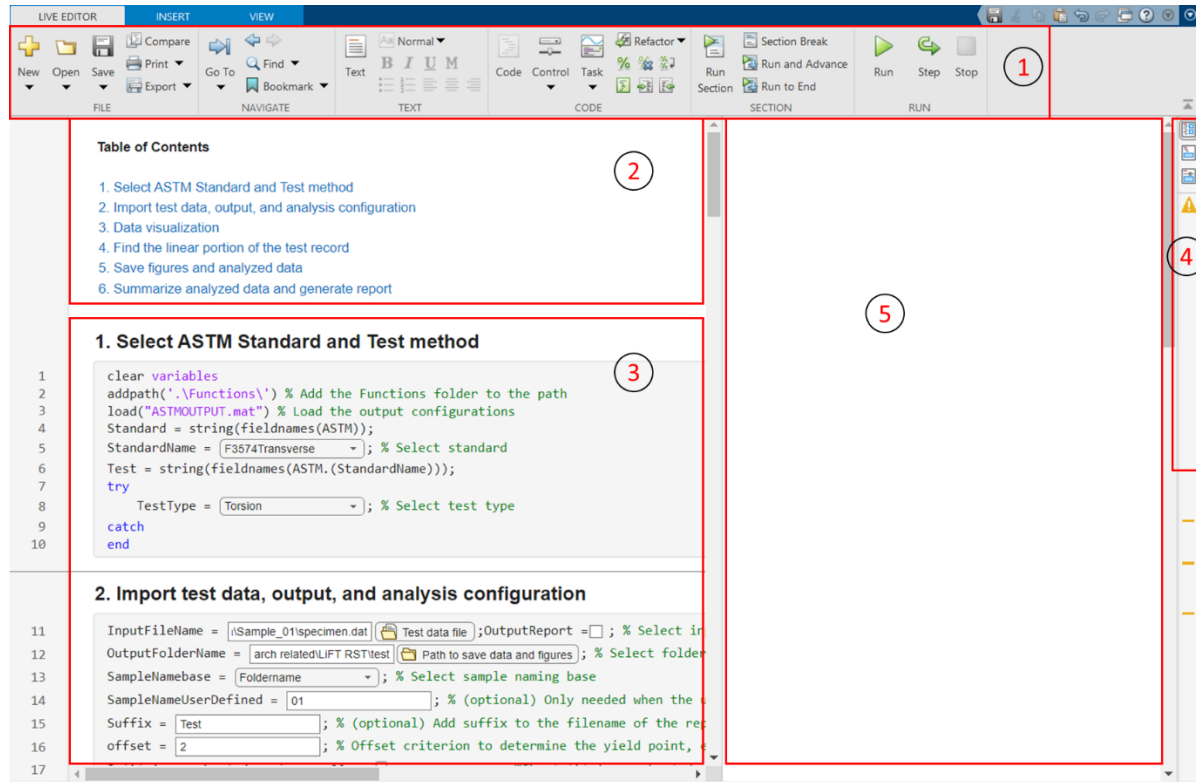 LIVE EDITOR INSERT VIEW
New Open Save Compare Print Export
FILE
Go To Find Bookmark
NAVIGATE
Text Normal B I U M
TEXT
Code Control Task Refactor
CODE
Run Section Section Break Run and Advance Run to End
SECTION
Run Step Stop
RUN
1
Table of Contents
2
1. Select ASTM Standard and Test method
2. Import test data, output, and analysis configuration
3. Data visualization
4. Find the linear portion of the test record
5. Save figures and analyzed data
6. Summarize analyzed data and generate report
4
5
1. Select ASTM Standard and Test method
3
1 clear variables
2 addpath('.\Functions\') % Add the Functions folder to the path
3 load("ASTMOUTPUT.mat") % Load the output configurations
4 Standard = string(fieldnames(ASTM));
5 StandardName = F3574Transverse ; % Select standard
6 Test = string(fieldnames(ASTM.(StandardName)));
7 try
8 TestType = Torsion ; % Select test type
9 catch
10 end
2. Import test data, output, and analysis configuration
11 InputFileName = \Sample_01\specimen.dat Test data file ;OutputReport = ; % Select in
12 OutputFolderName = arch related\LiFT RST\test Path to save data and figures ; % Select folder
13 SampleNamebase = Foldername ; % Select sample naming base
14 SampleNameUserDefined = 01 ; % (optional) Only needed when the
15 Suffix = Test ; % (optional) Add suffix to the filename of the rep
16 offset = 2 ; % Offset criterion to determine the yield point,
17